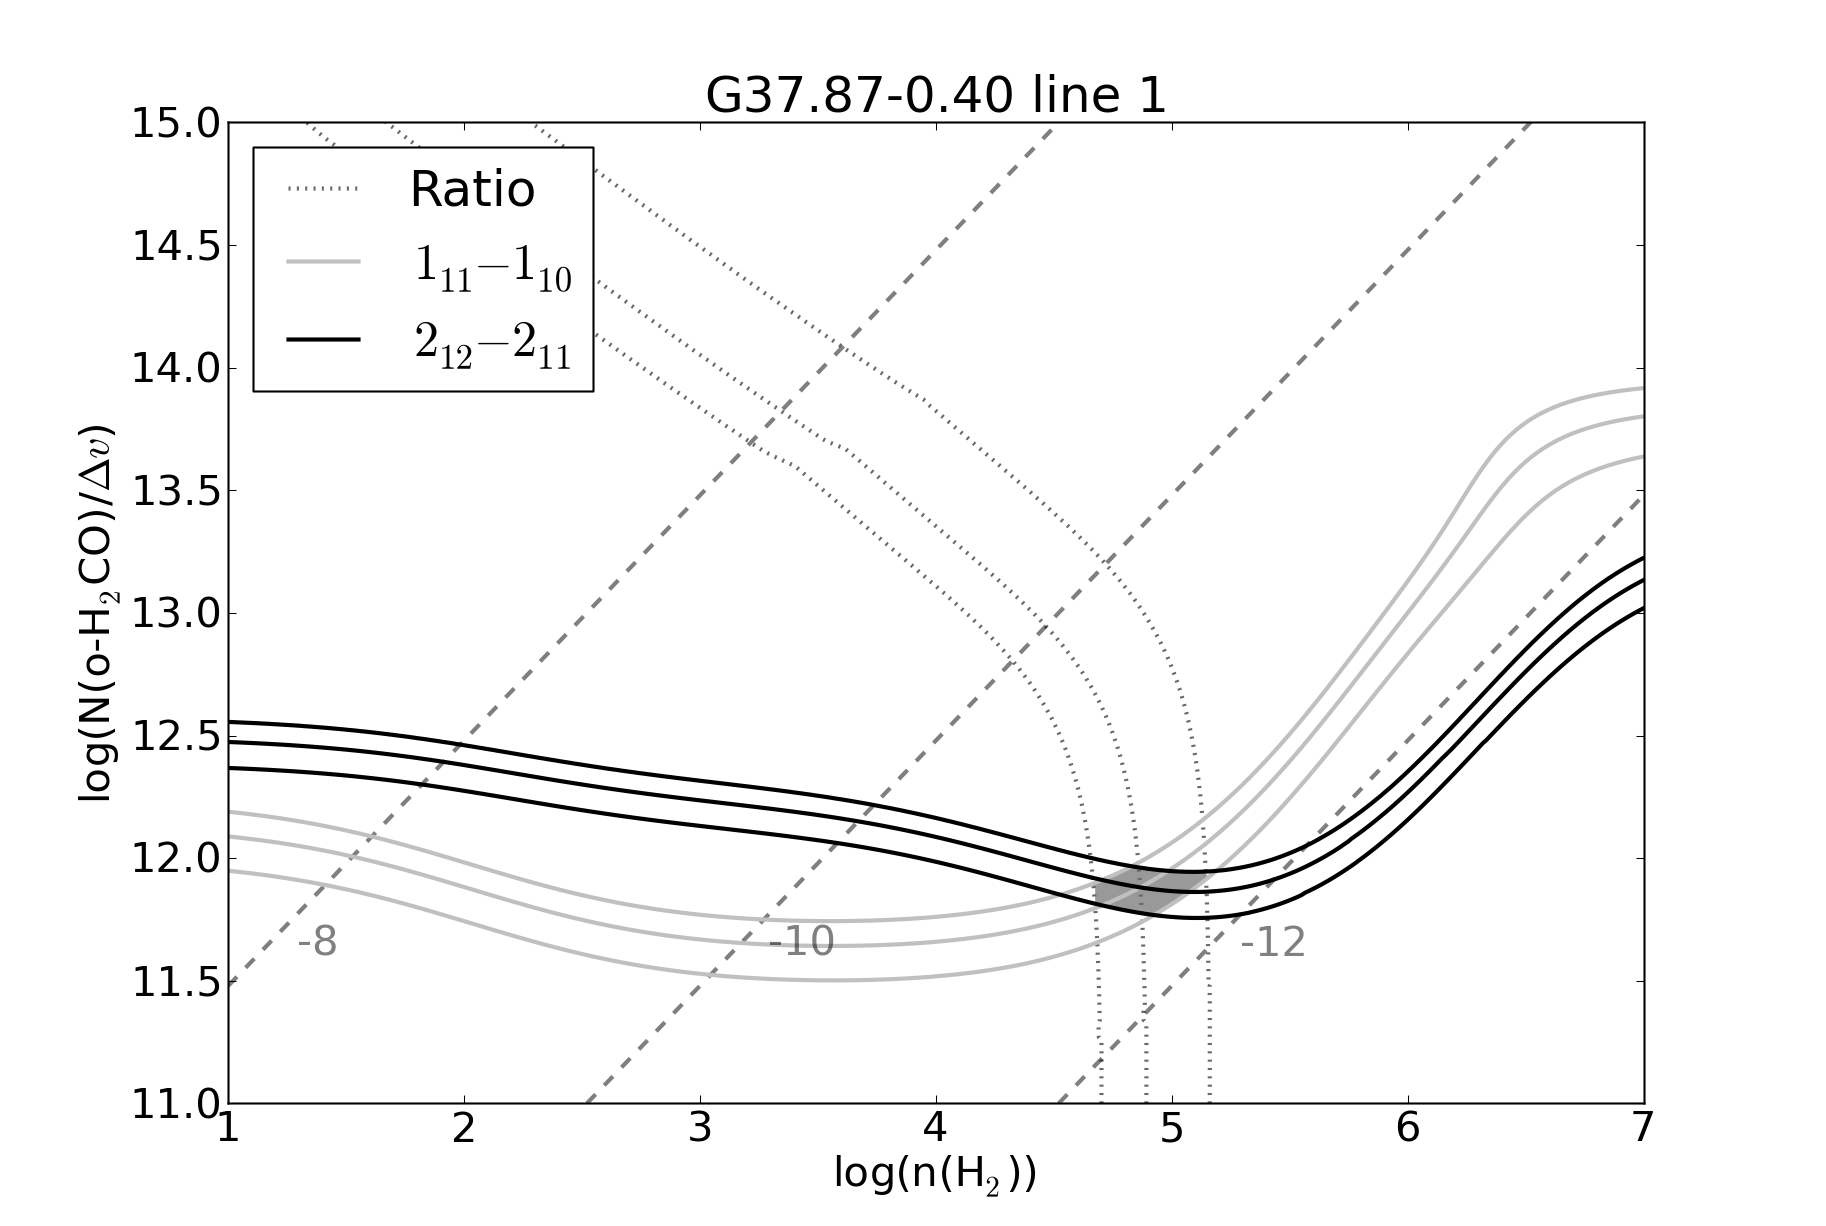 G37.87-0.40 line 1
15.0
14.5
14.0
13.5
13.0
12.5
12.0
11.5
11.0
log(N(o-H₂CO)/Δv)
Ratio
1₁₁−1₁₀
2₁₂−2₁₁
-8
-10
-12
1 2 3 4 5 6 7
log(n(H₂))